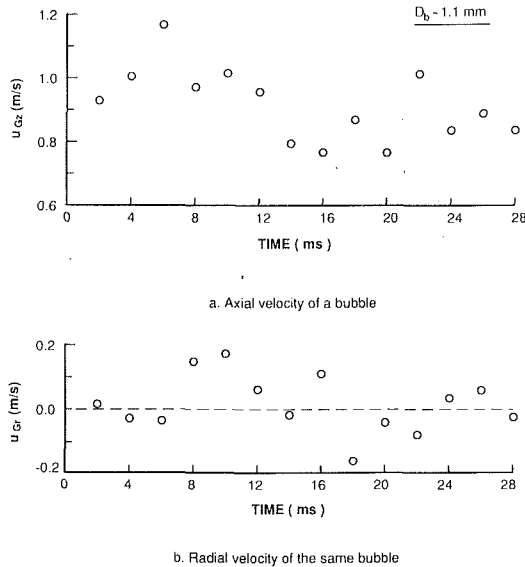 D_b - 1.1 mm
1.2
1.0
0.8
0.6
u_Gz (m/s)
0 4 8 12 16 20 24 28
TIME ( ms )
a. Axial velocity of a bubble
0.2
0.0
-0.2
u_Gr (m/s)
0 4 8 12 16 20 24 28
TIME ( ms )
b. Radial velocity of the same bubble